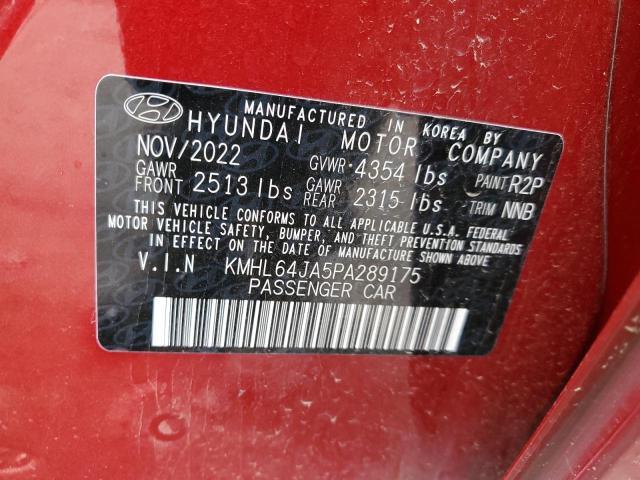 MANUFACTURED IN KOREA BY
HYUNDAI MOTOR COMPANY
NOV/2022 GVWR: 4354 lbs PAINT R2P
GAWR FRONT 2513 lbs GAWR REAR 2315 lbs TRIM NNB
THIS VEHICLE CONFORMS TO ALL APPLICABLE U.S.A. FEDERAL
MOTOR VEHICLE SAFETY, BUMPER, AND THEFT PREVENTION STANDARDS
IN EFFECT ON THE DATE OF MANUFACTURE SHOWN ABOVE.
V.I.N KMHL64JA5PA289175
PASSENGER CAR